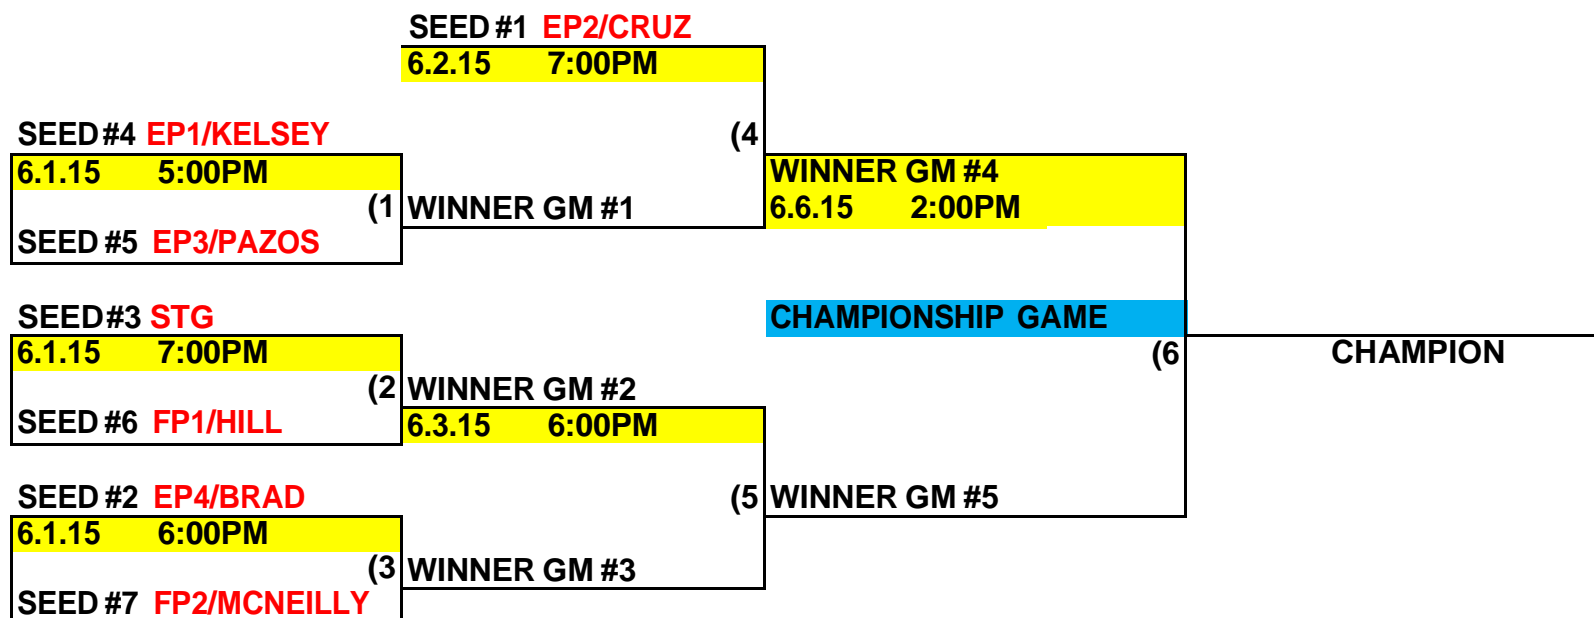 SEED #1 EP2/CRUZ
6.2.15 7:00PM
SEED #4 EP1/KELSEY
(4
6.1.15 5:00PM
WINNER GM #4
(1 WINNER GM #1
6.6.15 2:00PM
SEED #5 EP3/PAZOS
SEED #3 STG
CHAMPIONSHIP GAME
6.1.15 7:00PM
(6
CHAMPION
(2 WINNER GM #2
SEED #6 FP1/HILL
6.3.15 6:00PM
SEED #2 EP4/BRAD
(5 WINNER GM #5
6.1.15 6:00PM
(3 WINNER GM #3
SEED #7 FP2/MCNEILLY